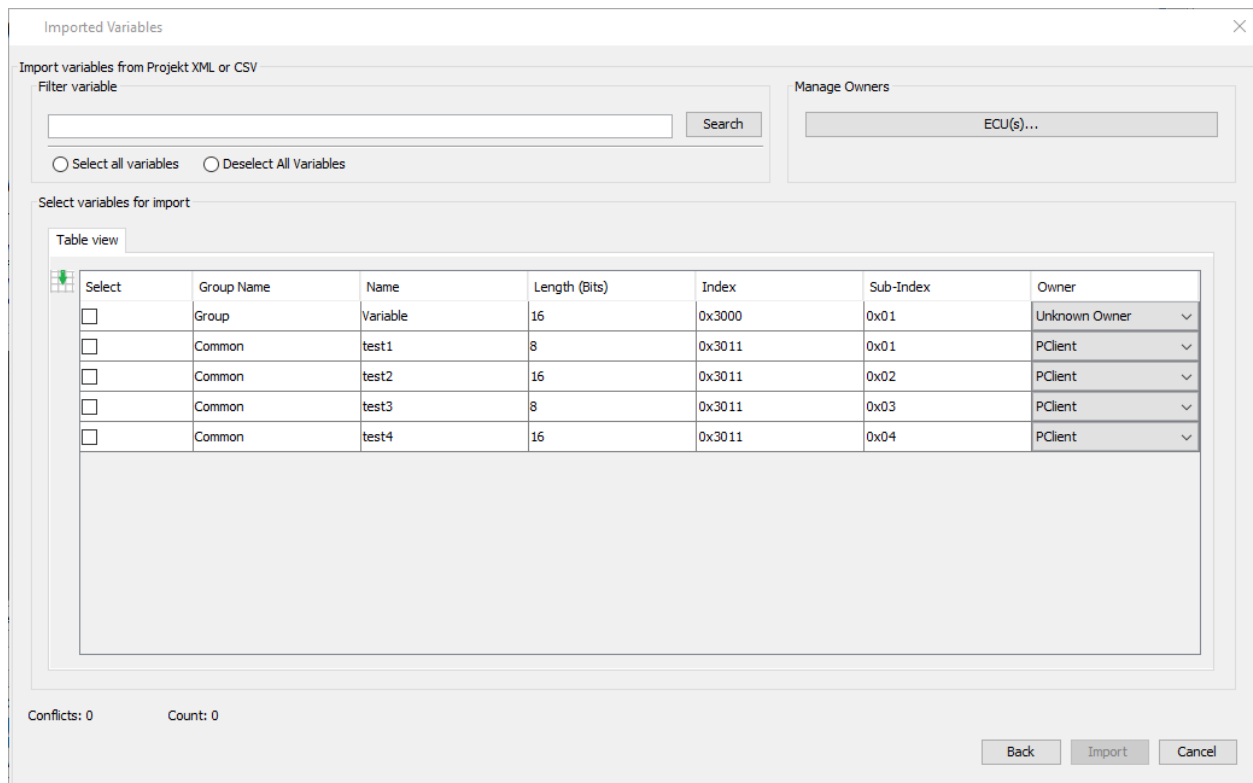 Imported Variables
Import variables from Projekt XML or CSV
Filter variable
Manage Owners
Search
ECU(s)...
Select all variables Deselect All Variables
Select variables for import
Table view
Select Group Name Name Length (Bits) Index Sub-Index Owner
Group Variable 16 0x3000 0x01 Unknown Owner
Common test1 8 0x3011 0x01 PClient
Common test2 16 0x3011 0x02 PClient
Common test3 8 0x3011 0x03 PClient
Common test4 16 0x3011 0x04 PClient
Conflicts: 0 Count: 0
Back Import Cancel